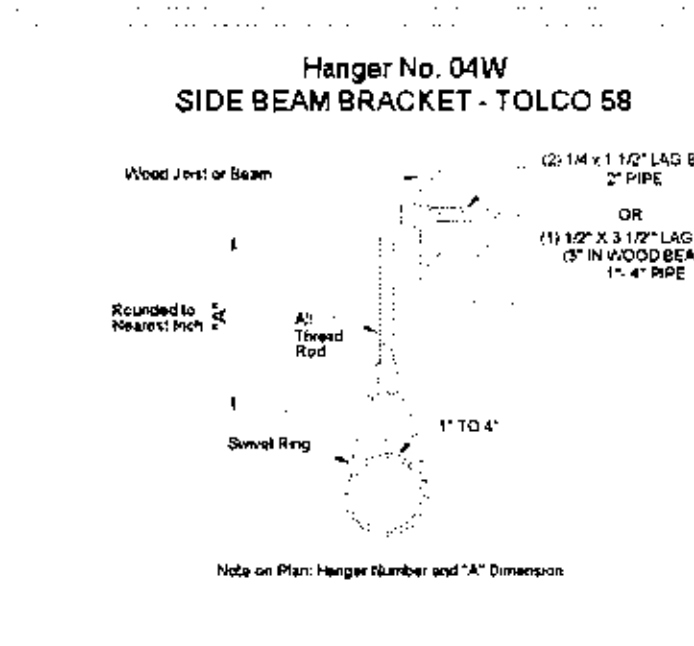 Hanger No. 04W
SIDE BEAM BRACKET - TOLCO 58
Wood Joist or Beam
(2) 1/4 x 1 1/2" LAG B
2" PIPE
OR
(1) 1/2" X 3 1/2" LAG
(3" IN WOOD BEA
1"- 4" PIPE
Rounded to
Nearest Inch
"A"
All
Thread
Rod
1" TO 4"
Swivel Ring
Note on Plan: Hanger Number and "A" Dimension